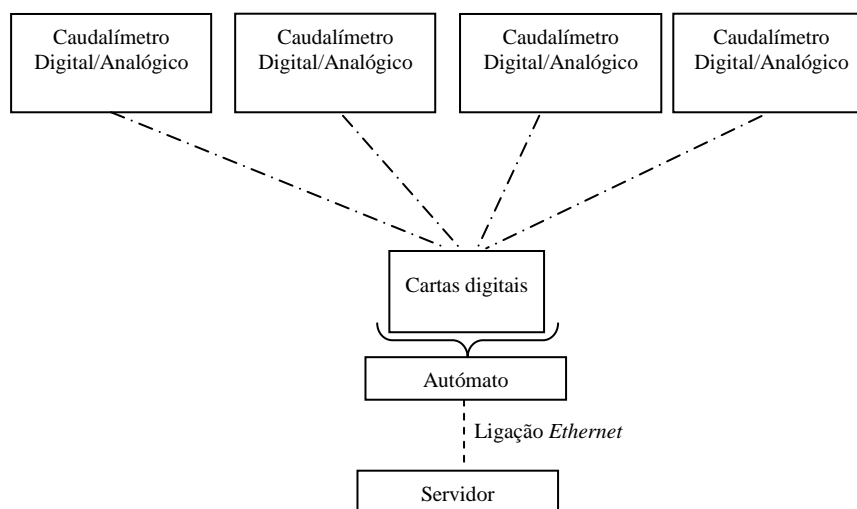 Caudalímetro
Digital/Analógico
Caudalímetro
Digital/Analógico
Caudalímetro
Digital/Analógico
Caudalímetro
Digital/Analógico
Cartas digitais
Autómato
Ligação Ethernet
Servidor